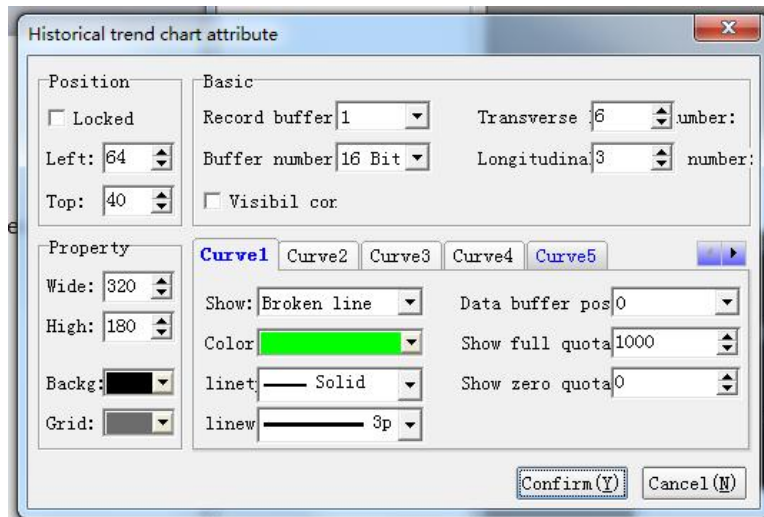 Historical trend chart attribute
Position
Locked
Left: 64
Top: 40
Basic
Record buffer 1
Transverse 6 umber:
Buffer number 16 Bit
Longitudinal 3 number:
Visibil cor
e
Property
Wide: 320
High: 180
Backg:
Grid:
Curve1 Curve2 Curve3 Curve4 Curve5
Show: Broken line
Data buffer pos 0
Color
Show full quota 1000
linet Solid
Show zero quota 0
linew 3p
Confirm(Y) Cancel(N)